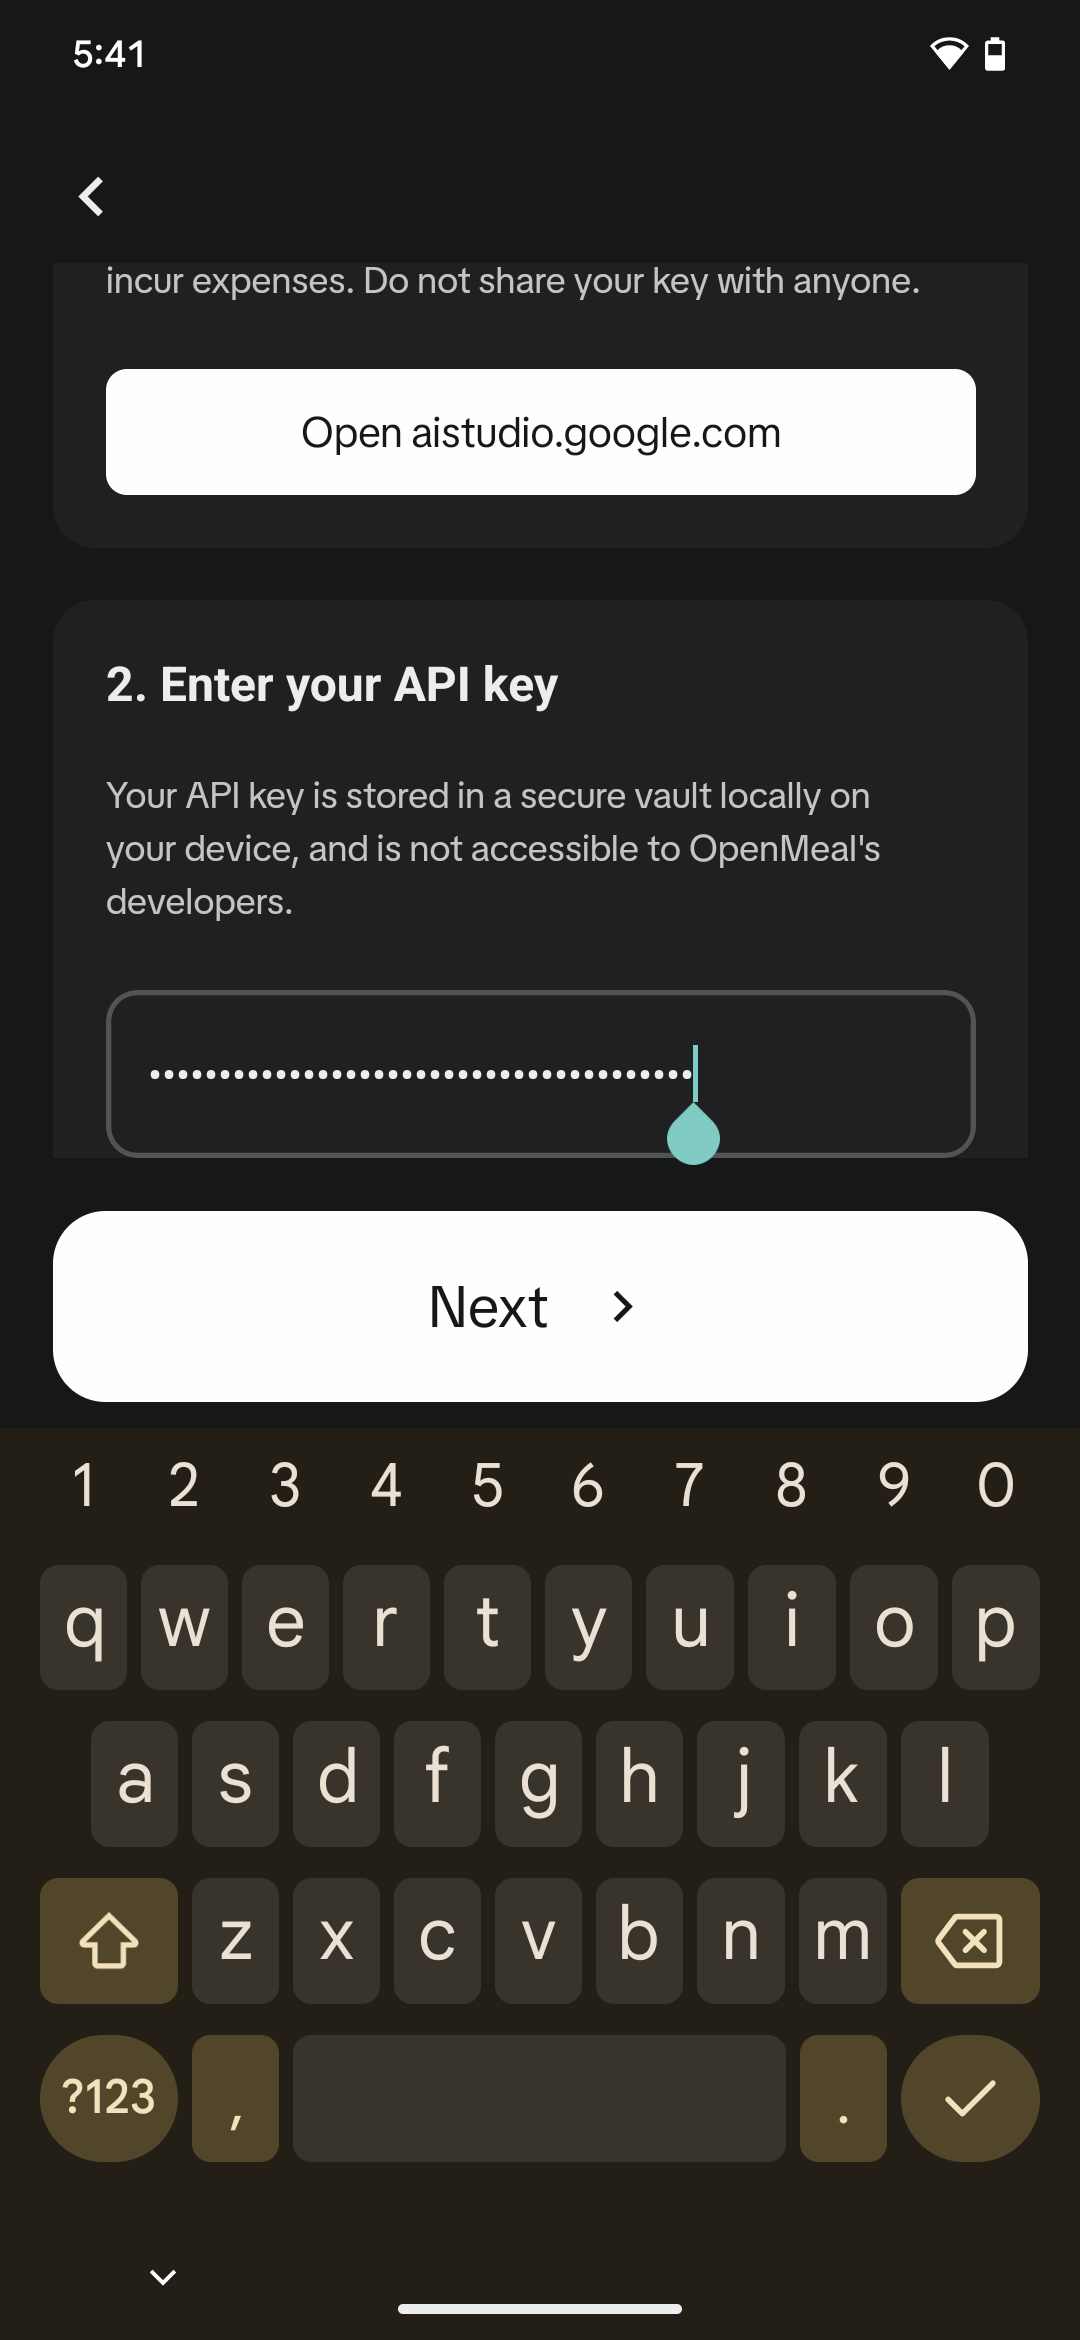 5:41
incur expenses. Do not share your key with anyone.
Open aistudio.google.com
2. Enter your API key
Your API key is stored in a secure vault locally on
your device, and is not accessible to OpenMeal's
developers.
•••••••••••••••••••••••••••••••••••••••
Next
1 2 3 4 5 6 7 8 9 0
q w e r t y u i o p
a s d f g h j k l
z x c v b n m
?123 , .